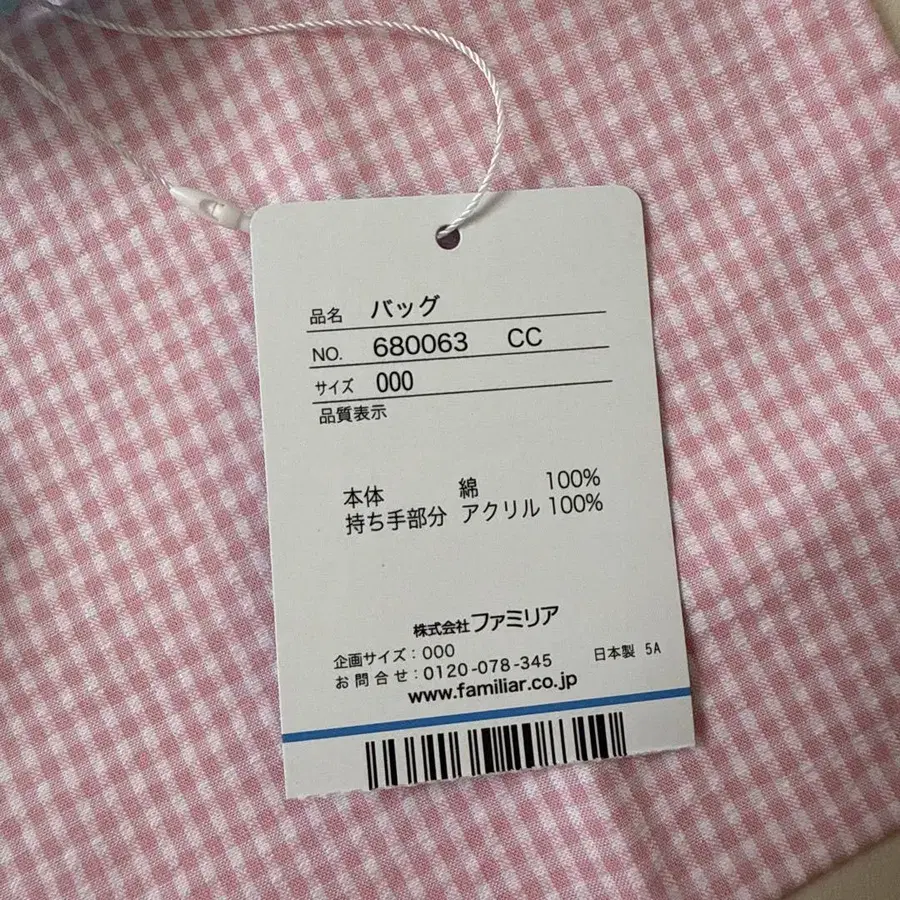 品名 バッグ
NO. 680063 CC
サイズ 000
品質表示
本体 綿 100%
持ち手部分 アクリル 100%
株式会社ファミリア
企画サイズ：000
お問合せ：0120-078-345 日本製 5A
www.familiar.co.jp